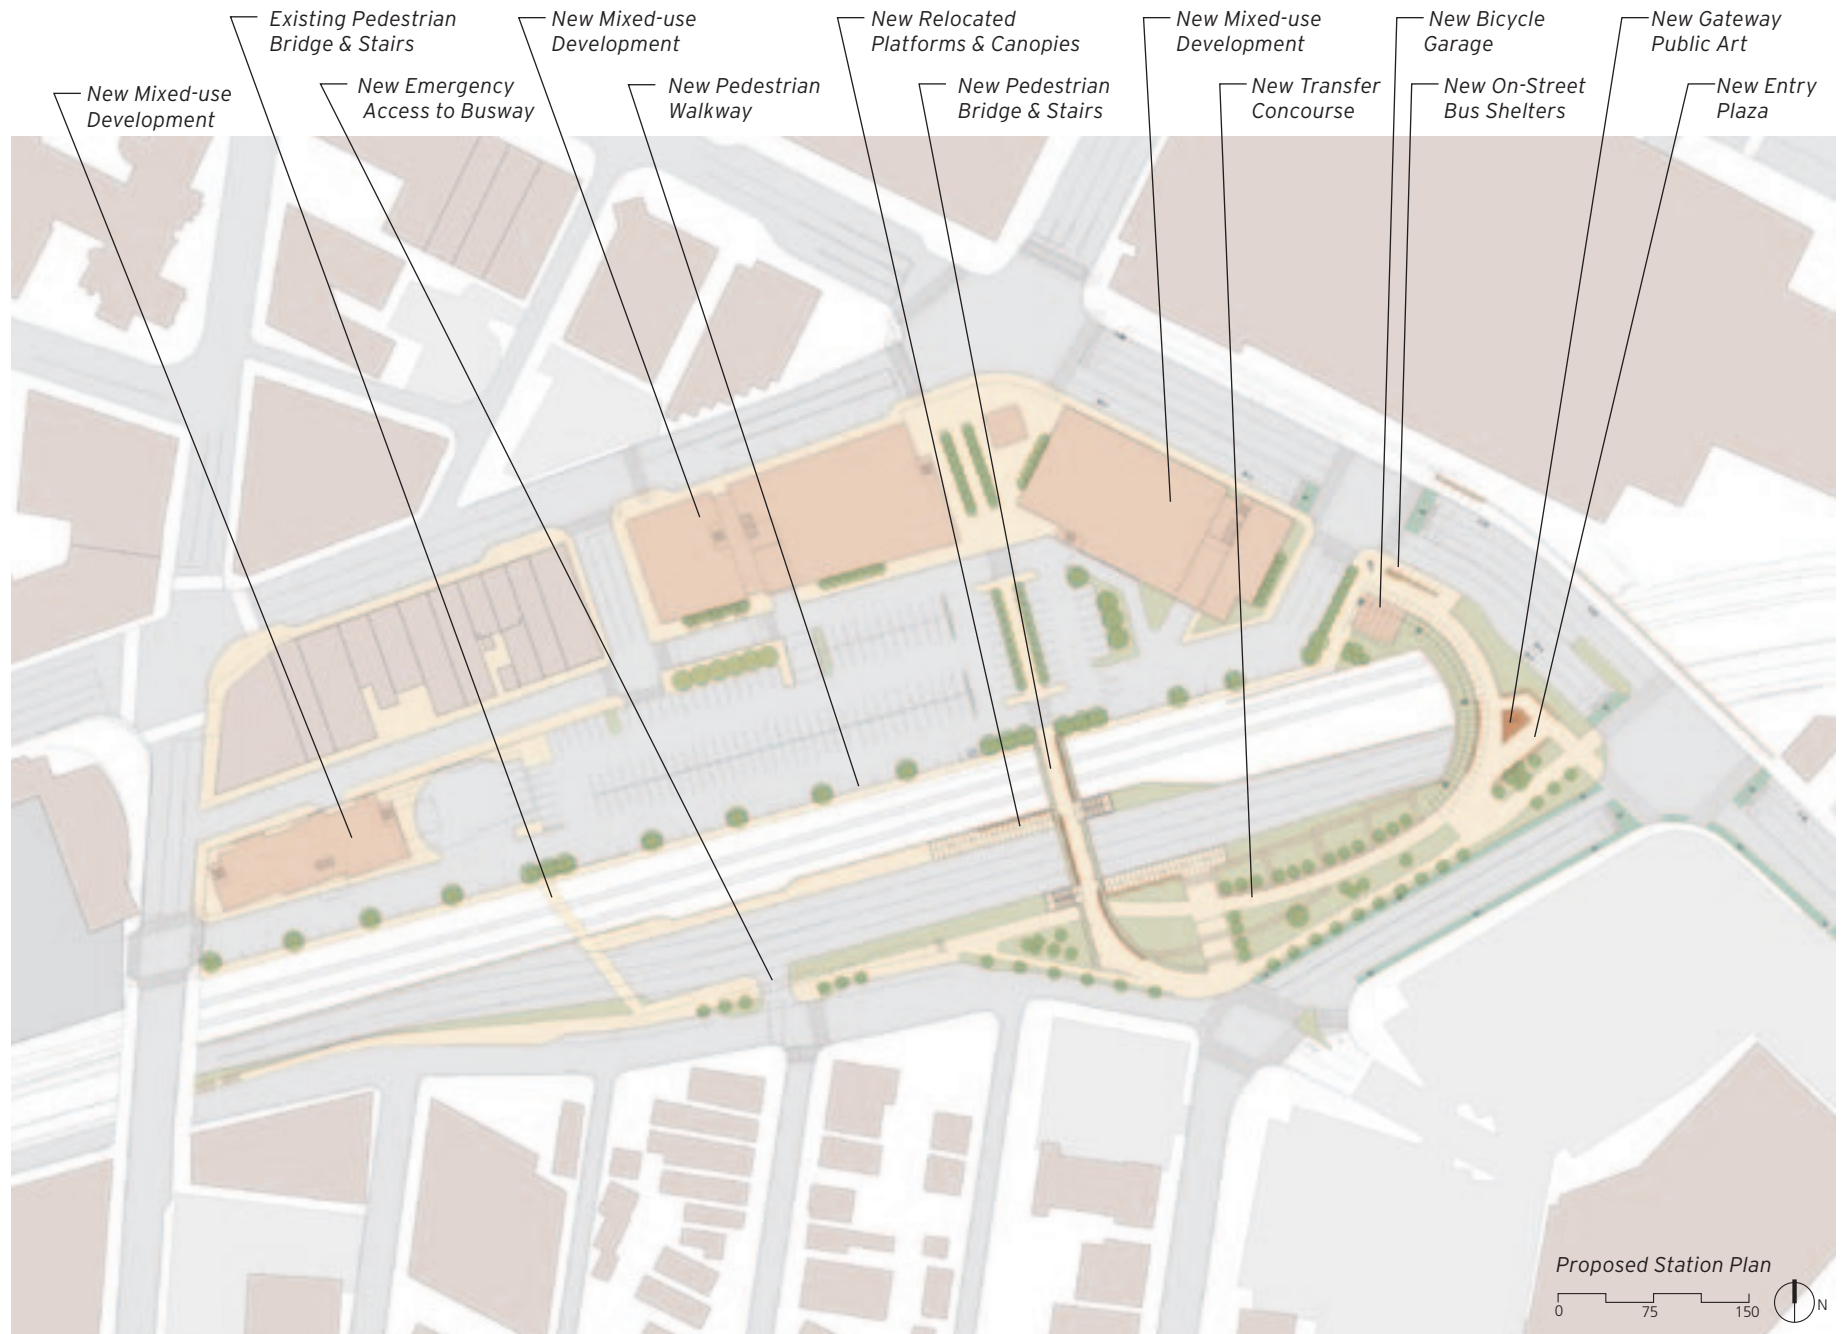 Existing Pedestrian
Bridge & Stairs
New Mixed-use
Development
New Relocated
Platforms & Canopies
New Mixed-use
Development
New Bicycle
Garage
New Gateway
Public Art
New Mixed-use
Development
New Emergency
Access to Busway
New Pedestrian
Walkway
New Pedestrian
Bridge & Stairs
New Transfer
Concourse
New On-Street
Bus Shelters
New Entry
Plaza
Proposed Station Plan
0 75 150
N